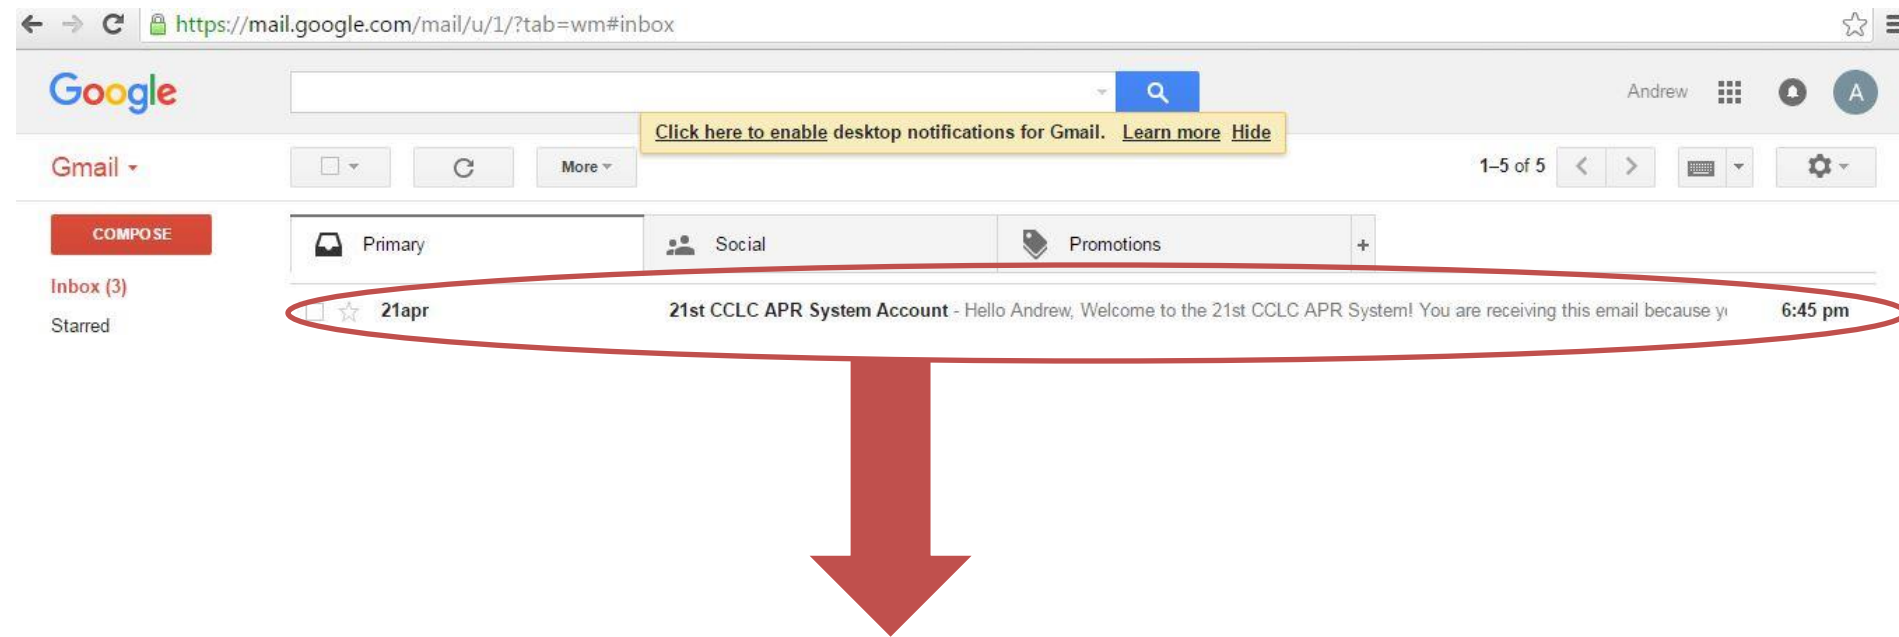 https://mail.google.com/mail/u/1/?tab=wm#inbox
Google
Andrew
A
Click here to enable desktop notifications for Gmail. Learn more Hide
Gmail
More
1–5 of 5
COMPOSE
Primary
Social
Promotions
+
Inbox (3)
21apr 21st CCLC APR System Account - Hello Andrew, Welcome to the 21st CCLC APR System! You are receiving this email because 6:45 pm
Starred